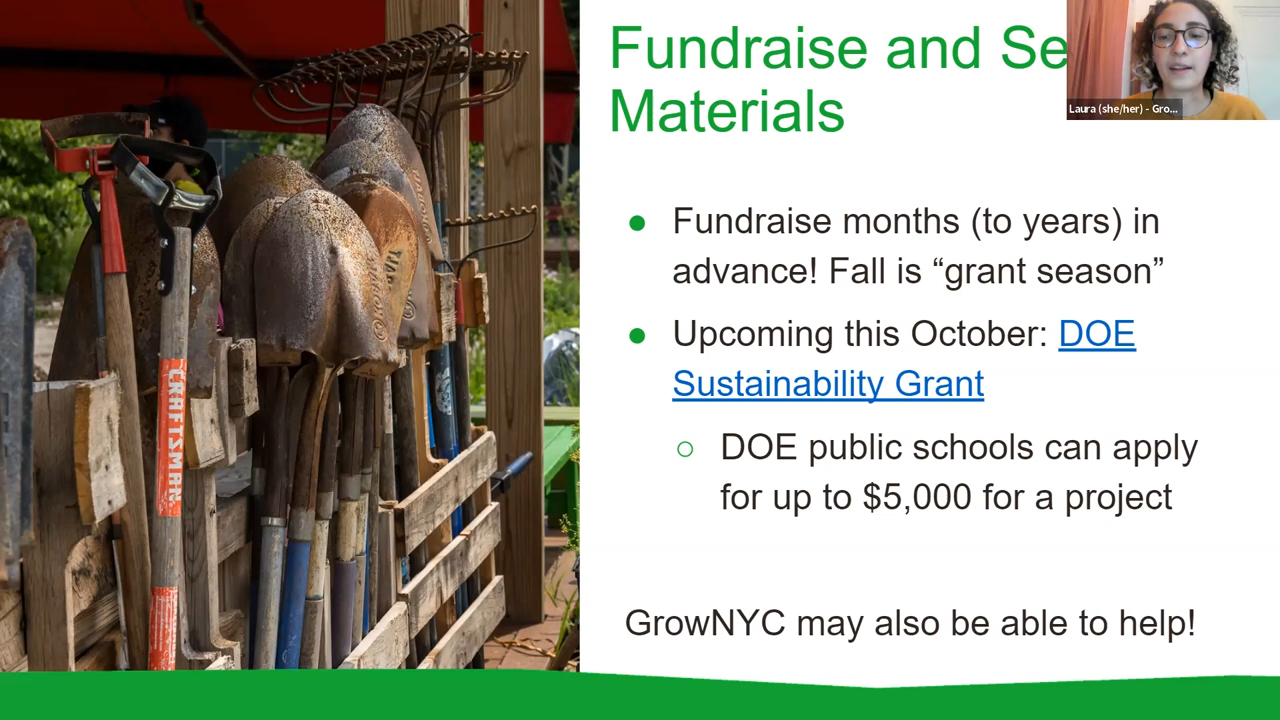 Fundraise and Se
Materials
Laura (she/her) - Gro...
● Fundraise months (to years) in
advance! Fall is “grant season”
● Upcoming this October: DOE
Sustainability Grant
○ DOE public schools can apply
for up to $5,000 for a project
GrowNYC may also be able to help!
CRAFTSMAN